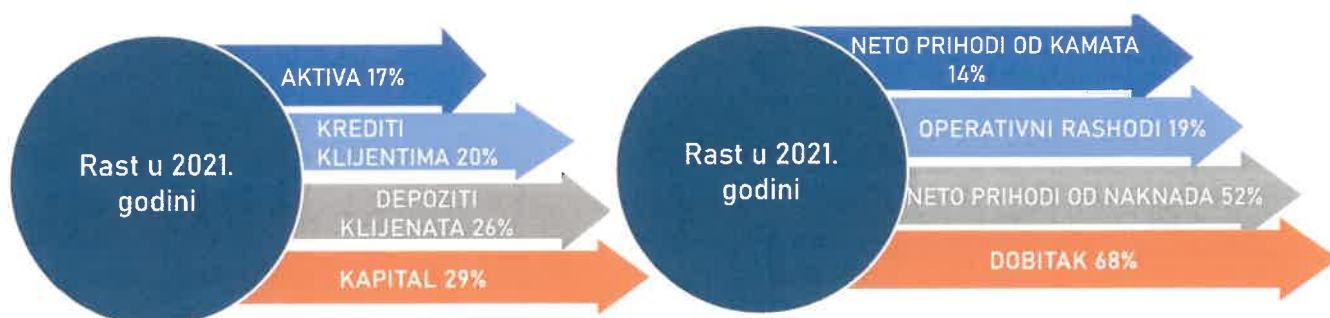 Rast u 2021.
godini
AKTIVA 17%
KREDITI
KLIJENTIMA 20%
DEPOZITI
KLIJENATA 26%
KAPITAL 29%
Rast u 2021.
godini
NETO PRIHODI OD KAMATA
14%
OPERATIVNI RASHODI 19%
NETO PRIHODI OD NAKNADA 52%
DOBITAK 68%